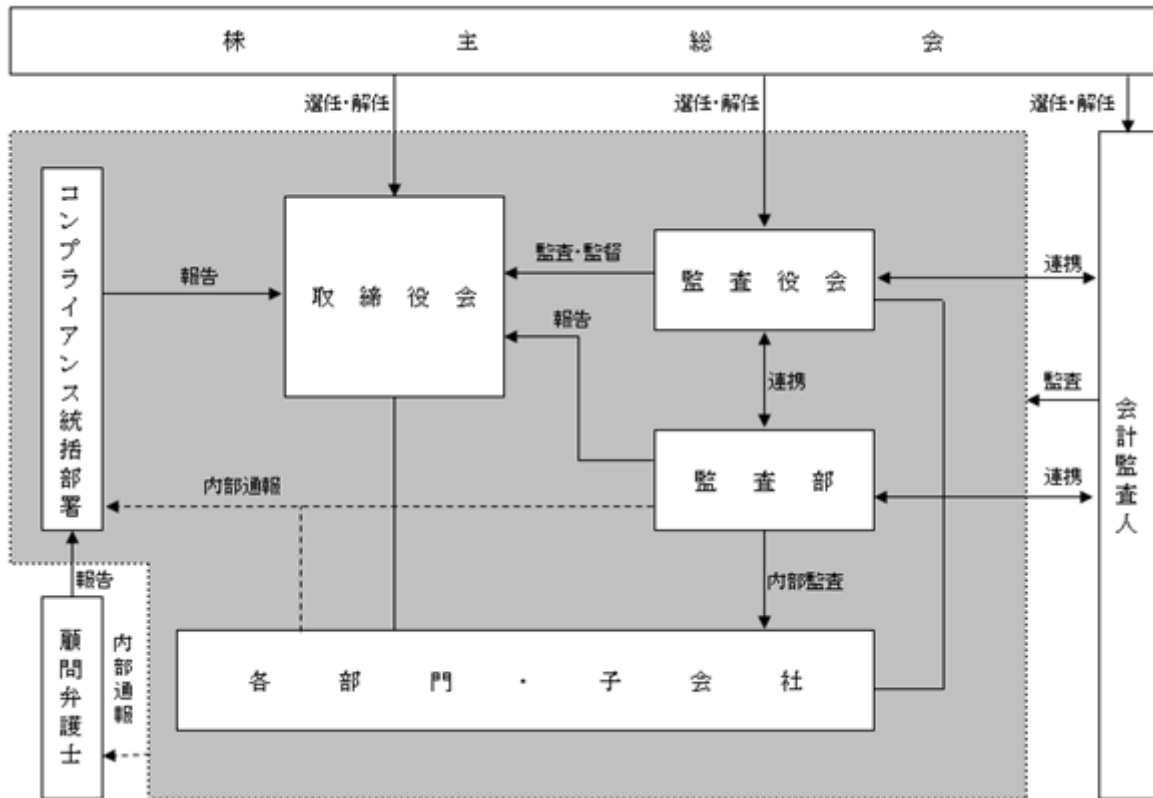 株主総会
選任・解任
選任・解任
選任・解任
コンプライアンス統括部署
報告
取締役会
監査・監督
監査役会
連携
報告
連携
監査
会計監査人
内部通報
監査部
連携
報告
内部監査
顧問弁護士
内部通報
各部門・子会社